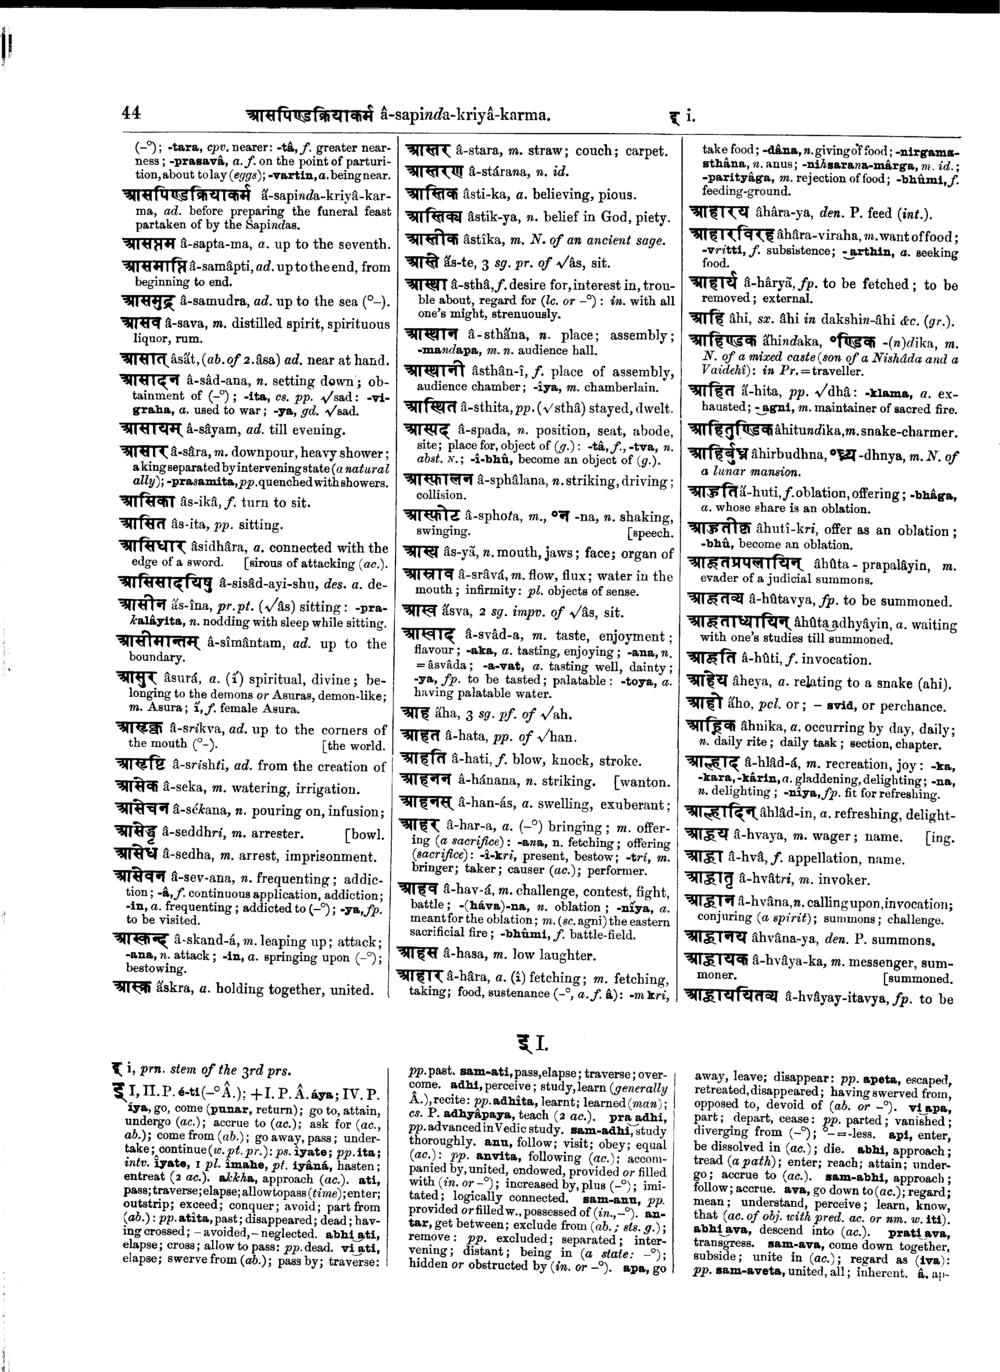 44
आसपिण्डक्रियाकर्म â-sapinda-kriyâ-karma.
इ i.
(-°); -tara, cpv. nearer: -tâ, f. greater near-
ness; -prasavâ, a. f. on the point of parturi-
tion, about to lay (eggs); -vartin, a. being near.
आसपिण्डक्रियाकर्म â-sapinda-kriyâ-kar-
ma, ad. before preparing the funeral feast
partaken of by the Sapindas.
आसप्तम â-sapta-ma, a. up to the seventh.
आसमाप्ति â-samâpti, ad. up to the end, from
beginning to end.
आसमुद्र â-samudra, ad. up to the sea (°-).
आसव â-sava, m. distilled spirit, spirituous
liquor, rum.
आसात् âsât, (ab. of 2. âsa) ad. near at hand.
आसादन â-sâd-ana, n. setting down; ob-
tainment of (-°); -ita, cs. pp. √sad: -vi-
graha, a. used to war; -ya, gd. √sad.
आसायम् â-sâyam, ad. till evening.
आसार â-sâra, m. downpour, heavy shower;
a king separated by intervening state (a natural
ally); -prasamita, pp. quenched with showers.
आसिका âs-ikâ, f. turn to sit.
आसित âs-ita, pp. sitting.
आसिधार âsidhâra, a. connected with the
edge of a sword. [sirous of attacking (ac.).
आसिसादयिषु â-sisâd-ayi-shu, des. a. de-
आसीन âs-îna, pr. pt. (√âs) sitting: -pra-
kalâyita, n. nodding with sleep while sitting.
आसीमान्तम् â-sîmântam, ad. up to the
boundary.
आसुर âsurá, a. (î) spiritual, divine; be-
longing to the demons or Asuras, demon-like;
m. Asura; î, f. female Asura.
आसृक्व â-srikva, ad. up to the corners of
the mouth (°-). [the world.
आसृष्टि â-srishti, ad. from the creation of
आसेक â-seka, m. watering, irrigation.
आसेचन â-sékana, n. pouring on, infusion;
आसेद्धृ â-seddhri, m. arrester. [bowl.
आसेध â-sedha, m. arrest, imprisonment.
आसेवन â-sev-ana, n. frequenting; addic-
tion; -â, f. continuous application, addiction;
-in, a. frequenting; addicted to (-°); -ya, fp.
to be visited.
आस्कन्द â-skand-á, m. leaping up; attack;
-ana, n. attack; -in, a. springing upon (-°);
bestowing.
आस्क्र âskra, a. holding together, united.
आस्तर â-stara, m. straw; couch; carpet.
आस्तरण â-stárana, n. id.
आस्तिक âsti-ka, a. believing, pious.
आस्तिक्य âstik-ya, n. belief in God, piety.
आस्तीक âstîka, m. N. of an ancient sage.
आस्ते âs-te, 3 sg. pr. of √âs, sit.
आस्था â-sthâ, f. desire for, interest in, trou-
ble about, regard for (lc. or -°): in. with all
one's might, strenuously.
आस्थान â-sthâna, n. place; assembly;
-mandapa, m. n. audience hall.
आस्थानी âsthân-î, f. place of assembly,
audience chamber; -îya, m. chamberlain.
आस्थित â-sthita, pp. (√sthâ) stayed, dwelt.
आस्पद â-spada, n. position, seat, abode,
site; place for, object of (g.): -tâ, f., -tva, n.
abst. N.; -î-bhû, become an object of (g.).
आस्फालन â-sphâlana, n. striking, driving;
collision.
आस्फोट â-sphota, m., °न -na, n. shaking,
swinging. [speech.
आस्य âs-yã, n. mouth, jaws; face; organ of
आस्राव â-srâvá, m. flow, flux; water in the
mouth; infirmity: pl. objects of sense.
आस्व âsva, 2 sg. impv. of √âs, sit.
आस्वाद â-svâd-a, m. taste, enjoyment;
flavour; -aka, a. tasting, enjoying; -ana, n.
= âsvâda; -a-vat, a. tasting well, dainty;
-ya, fp. to be tasted; palatable: -toya, a.
having palatable water.
आह âha, 3 sg. pf. of √ah.
आहत â-hata, pp. of √han.
आहति â-hati, f. blow, knock, stroke.
आहनन â-hánana, n. striking. [wanton.
आहनस् â-han-ás, a. swelling, exuberant;
आहर â-har-a, a. (-°) bringing; m. offer-
ing (a sacrifice): -ana, n. fetching; offering
(sacrifice): -î-kri, present, bestow; -trí, m.
bringer; taker; causer (ac.); performer.
आहव â-hav-á, m. challenge, contest, fight,
battle; -(háva)-na, n. oblation; -nîya, a.
meant for the oblation; m. (sc. agni) the eastern
sacrificial fire; -bhûmi, f. battle-field.
आहस â-hasa, m. low laughter.
आहार â-hâra, a. (î) fetching; m. fetching,
taking; food, sustenance (-°, a. f. â): -m kri,
take food; -dâna, n. giving of food; -nirgama-
sthâna, n. anus; -nihsarana-mârga, m. id.;
-parityâga, m. rejection of food; -bhûmi, f.
feeding-ground.
आहारय âhâra-ya, den. P. feed (int.).
आहारविरह âhâra-viraha, m. want of food;
-vritti, f. subsistence; -arthin, a. seeking
food.
आहार्य â-hâryã, fp. to be fetched; to be
removed; external.
आहि âhi, sx. âhi in dakshin-âhi &c. (gr.).
आहिण्डक âhindaka, °ण्डिक -(n)dika, m.
N. of a mixed caste (son of a Nishâda and a
Vaidehî): in Pr. = traveller.
आहित â-hita, pp. √dhâ: -klama, a. ex-
hausted; -agni, m. maintainer of sacred fire.
आहितुण्डिक âhitundika, m. snake-charmer.
आहिर्बुध्न âhirbudhna, °ध्न्य -dhnya, m. N. of
a lunar mansion.
आहुति â-huti, f. oblation, offering; -bhâga,
a. whose share is an oblation.
आहुतीकृ âhutî-kri, offer as an oblation;
-bhû, become an oblation.
आहूतप्रपलायिन् âhûta-prapalâyin, m.
evader of a judicial summons.
आहूतव्य â-hûtavya, fp. to be summoned.
आहूताध्यायिन् âhûta adhyâyin, a. waiting
with one's studies till summoned.
आहूति â-hûti, f. invocation.
आहेय âheya, a. relating to a snake (ahi).
आहो âho, pcl. or; - svid, or perchance.
आह्निक âhnika, a. occurring by day, daily;
n. daily rite; daily task; section, chapter.
आह्लाद â-hlâd-á, m. recreation, joy: -ka,
-kara, -kârin, a. gladdening, delighting; -na,
n. delighting; -nîya, fp. fit for refreshing.
आह्लादिन् âhlâd-in, a. refreshing, delight-
आह्वय â-hvaya, m. wager; name. [ing.
आह्वा â-hvâ, f. appellation, name.
आह्वातृ â-hvâtri, m. invoker.
आह्वान â-hvâna, n. calling upon, invocation;
conjuring (a spirit); summons; challenge.
आह्वानय âhvâna-ya, den. P. summons.
आह्वायक â-hvâya-ka, m. messenger, sum-
moner. [summoned.
आह्वाययितव्य â-hvâyay-itavya, fp. to be
इ I.
इ i, prn. stem of the 3rd prs.
इ I, II. P. é-ti (-° Â.); + I. P. Â. áya; IV. P.
îya, go, come (punar, return); go to, attain,
undergo (ac.); accrue to (ac.); ask for (ac.,
ab.); come from (ab.); go away, pass; under-
take; continue (w. pt. pr.): ps. îyate; pp. ita;
intv. îyate, 1 pl. îmahe, pt. iyâná, hasten;
entreat (2 ac.). akkha, approach (ac.). ati,
pass; traverse; elapse; allow to pass (time); enter;
outstrip; exceed; conquer; avoid; part from
(ab.): pp. atîta, past; disappeared; dead; hav-
ing crossed; - avoided, - neglected. abhi ati,
elapse; cross; allow to pass: pp. dead. vi ati,
elapse; swerve from (ab.); pass by; traverse:
pp. past. sam-ati, pass, elapse; traverse; over-
come. adhi, perceive; study, learn (generally
Â.), recite: pp. adhîta, learnt; learned (man);
cs. P. adhyâpaya, teach (2 ac.). pra adhi,
pp. advanced in Vedic study. sam-adhi, study
thoroughly. anu, follow; visit; obey; equal
(ac.): pp. anvita, following (ac.); accom-
panied by, united, endowed, provided or filled
with (in. or -°); increased by, plus (-°); imi-
tated; logically connected. sam-anu, pp.
provided or filled w., possessed of (in., -°). an-
tar, get between; exclude from (ab.; sts. g.);
remove: pp. excluded; separated; inter-
vening; distant; being in (a state: -°);
hidden or obstructed by (in. or -°). apa, go
away, leave; disappear: pp. apeta, escaped,
retreated, disappeared; having swerved from,
opposed to, devoid of (ab. or -°). vi apa,
part; depart, cease: pp. parted; vanished;
diverging from (-°); -=-less. api, enter,
be dissolved in (ac.); die. abhi, approach;
tread (a path); enter; reach; attain; under-
go; accrue to (ac.). sam-abhi, approach;
follow; accrue. ava, go down to (ac.); regard;
mean; understand, perceive; learn, know,
that (ac. of obj. with pred. ac. or nm. w. iti).
abhi ava, descend into (ac.). prati ava,
transgress. sam-ava, come down together,
subside; unite in (ac.); regard as (iva):
pp. sam-aveta, united, all; inherent. â, ap-